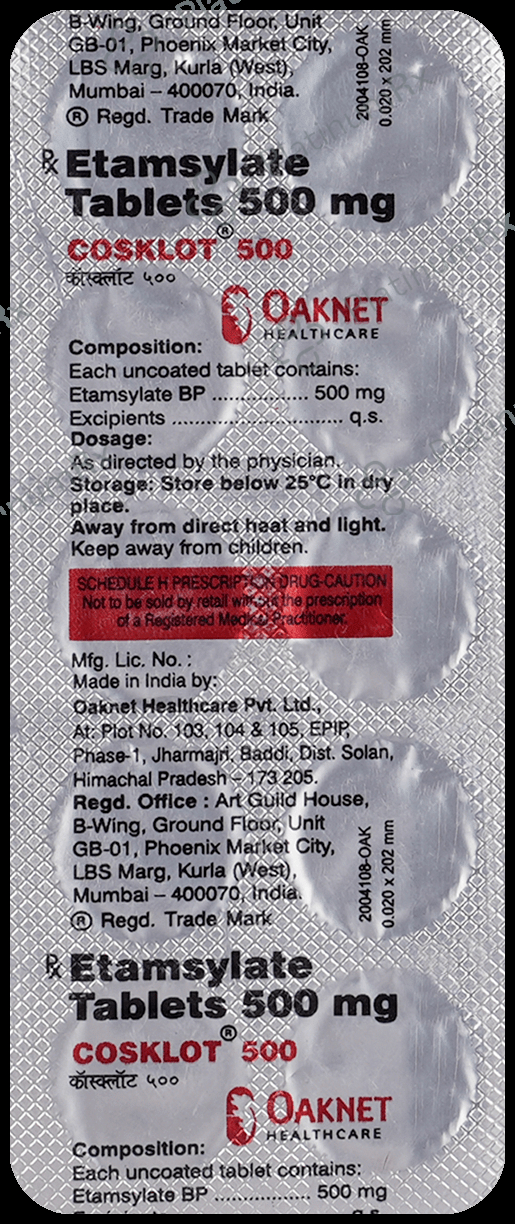 B-Wing, Ground Floor, Unit
GB-01, Phoenix Market City,
LBS Marg, Kurla (West),
Mumbai – 400070, India.
® Regd. Trade Mark
2004108-OAK
0.020 x 202 mm
Rx Etamsylate
Tablets 500 mg
COSKLOT® 500
कॉस्क्लॉट ५००
OAKNET
HEALTHCARE
Composition:
Each uncoated tablet contains:
Etamsylate BP ................. 500 mg
Excipients ............................ q.s.
Dosage:
As directed by the physician.
Storage: Store below 25°C in dry
place.
Away from direct heat and light.
Keep away from children.
SCHEDULE H PRESCRIPTION DRUG-CAUTION
Not to be sold by retail without the prescription
of a Registered Medical Practitioner.
Mfg. Lic. No. :
Made in India by:
Oaknet Healthcare Pvt. Ltd.,
At: Plot No. 103, 104 & 105, EPIP,
Phase-1, Jharmajri, Baddi, Dist. Solan,
Himachal Pradesh – 173 205.
Regd. Office : Art Guild House,
B-Wing, Ground Floor, Unit
GB-01, Phoenix Market City,
LBS Marg, Kurla (West),
Mumbai – 400070, India.
® Regd. Trade Mark
2004108-OAK
0.020 x 202 mm
Rx Etamsylate
Tablets 500 mg
COSKLOT® 500
कॉस्क्लॉट ५००
OAKNET
HEALTHCARE
Composition:
Each uncoated tablet contains:
Etamsylate BP ................. 500 mg